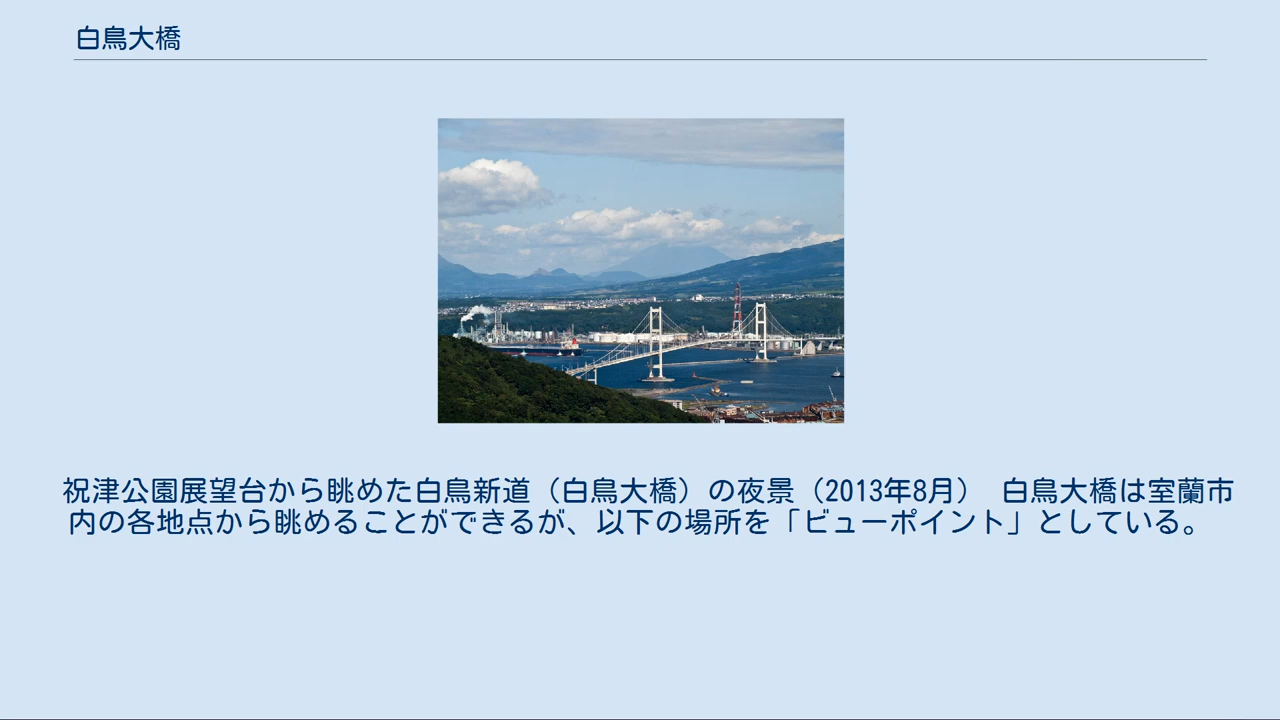 白鳥大橋
祝津公園展望台から眺めた白鳥新道（白鳥大橋）の夜景（2013年8月）　白鳥大橋は室蘭市
内の各地点から眺めることができるが、以下の場所を「ビューポイント」としている。